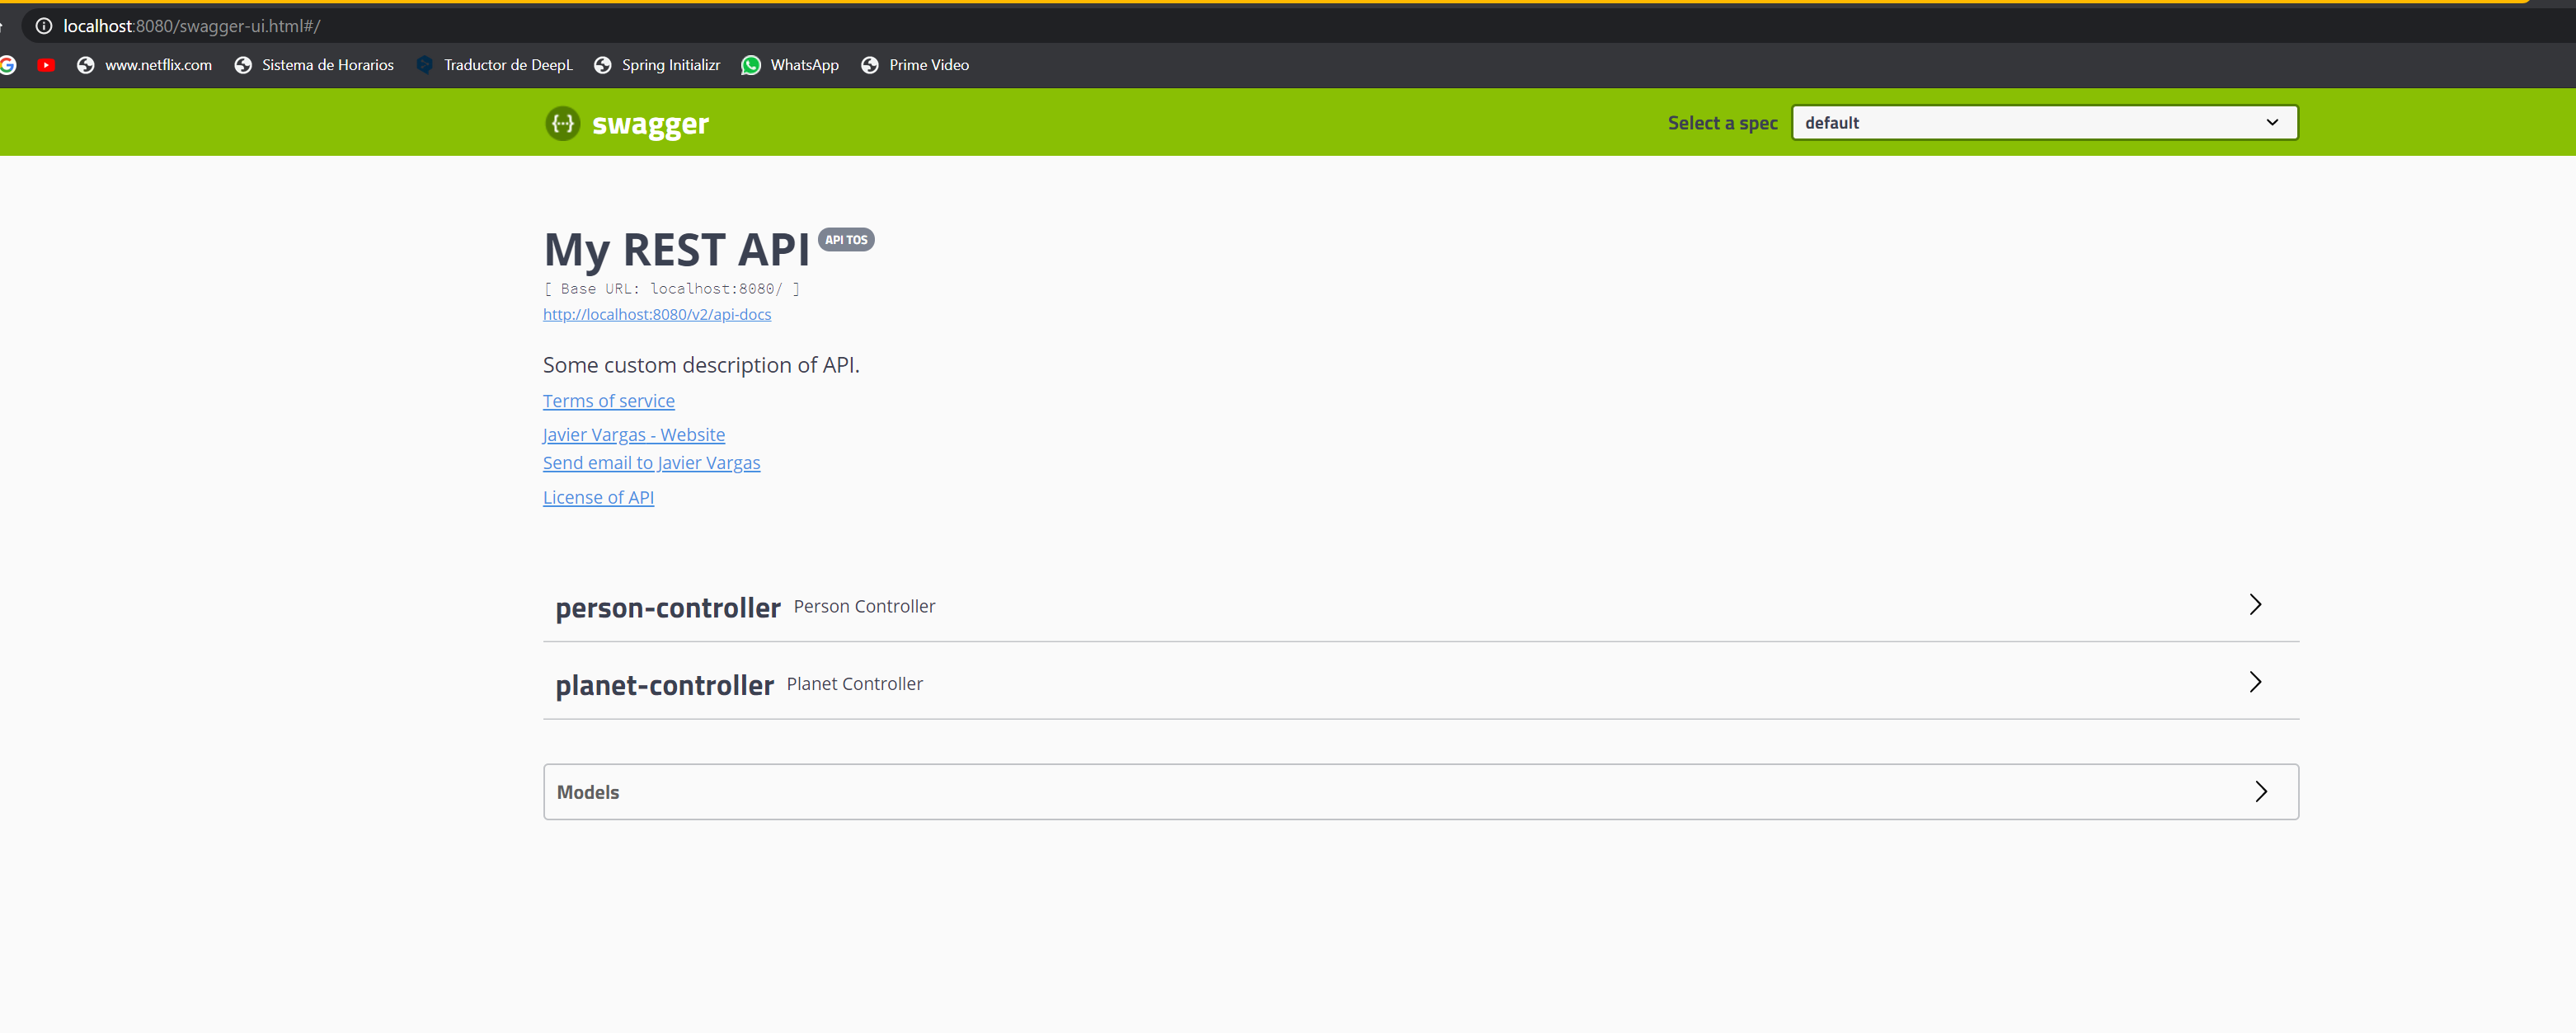 localhost:8080/swagger-ui.html#/
www.netflix.com Sistema de Horarios Traductor de DeepL Spring Initializr WhatsApp Prime Video
{···} swagger Select a spec default
My REST API API TOS
[ Base URL: localhost:8080/ ]
http://localhost:8080/v2/api-docs
Some custom description of API.
Terms of service
Javier Vargas - Website
Send email to Javier Vargas
License of API
person-controller Person Controller
planet-controller Planet Controller
Models